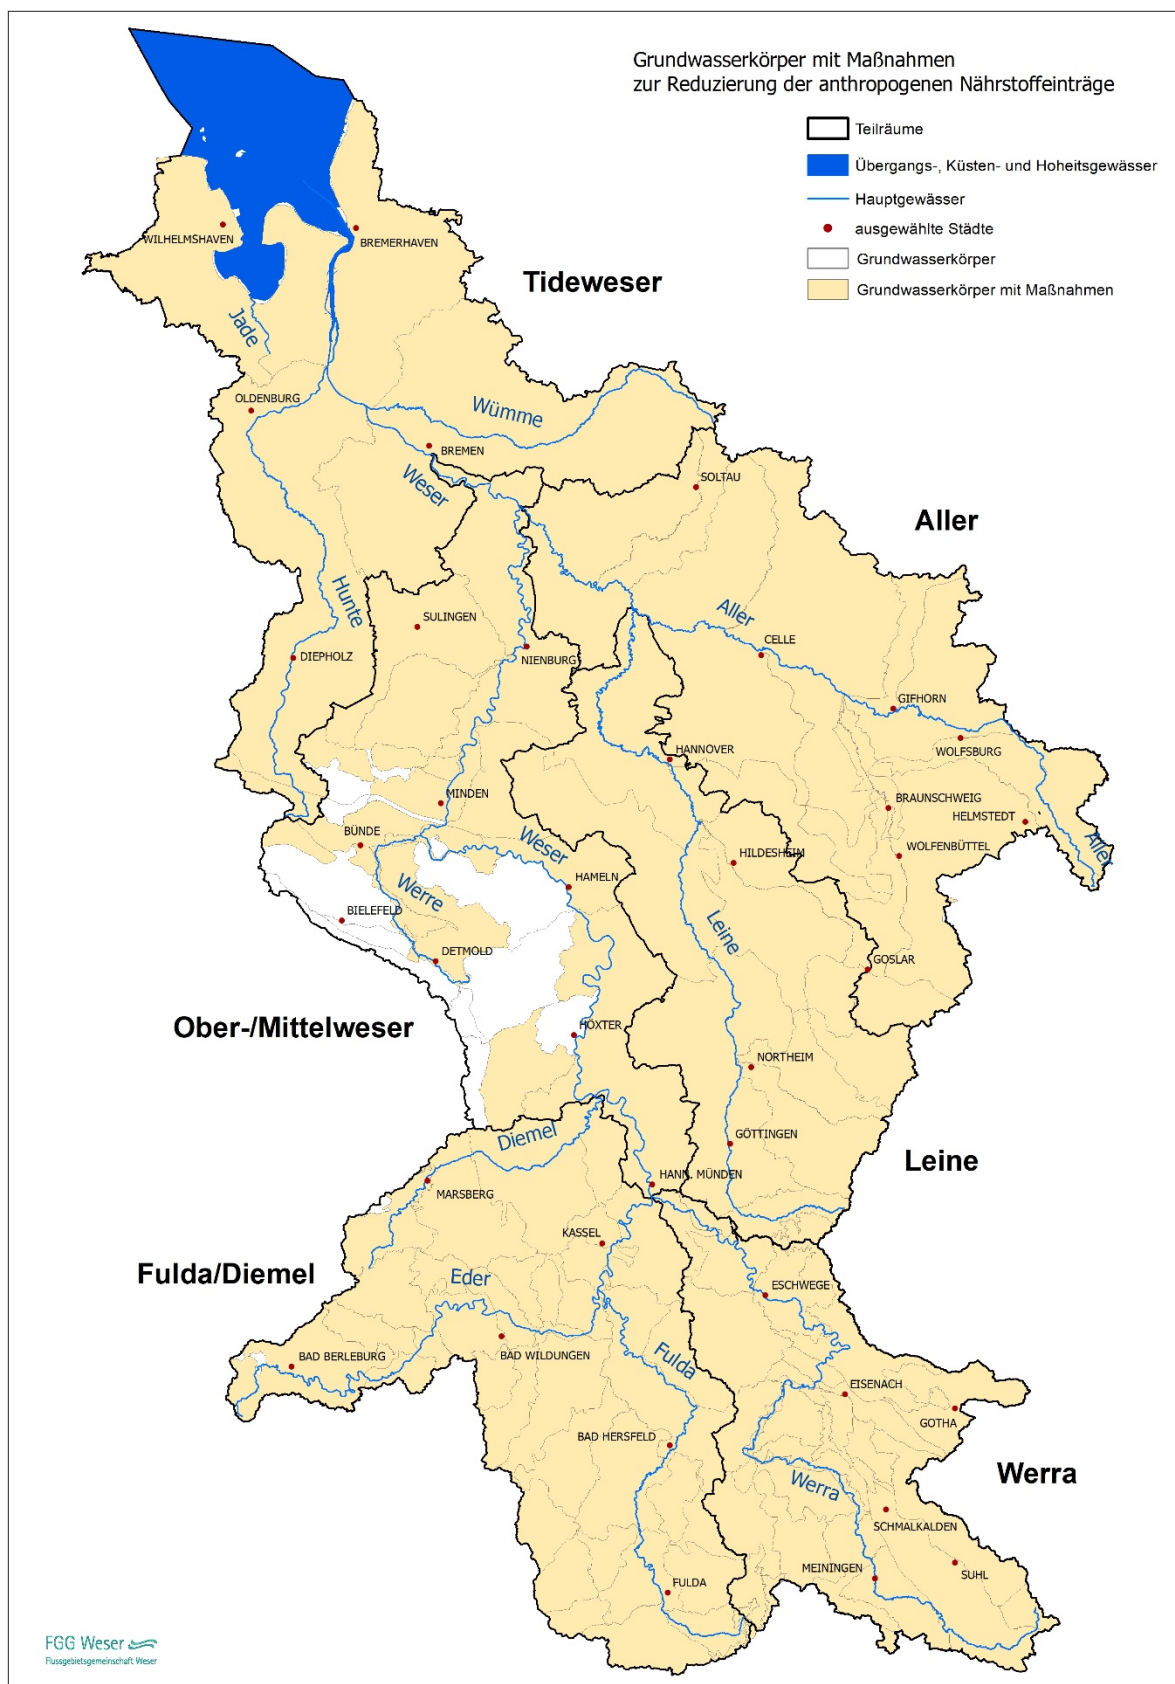 Grundwasserkörper mit Maßnahmen
zur Reduzierung der anthropogenen Nährstoffeinträge
Teilräume
Übergangs-, Küsten- und Hoheitsgewässer
Hauptgewässer
ausgewählte Städte
Grundwasserkörper
Grundwasserkörper mit Maßnahmen
WILHELMSHAVEN
BREMERHAVEN
Tideweser
Jade
OLDENBURG
Wümme
BREMEN
Weser
SOLTAU
Aller
Hunte
SULINGEN
Aller
CELLE
NIENBURG
DIEPHOLZ
GIFHORN
WOLFSBURG
HANNOVER
MINDEN
BRAUNSCHWEIG
HELMSTEDT
BÜNDE
Weser
HILDESHEIM
WOLFENBÜTTEL
Aller
HAMELN
Werre
BIELEFELD
Leine
DETMOLD
GOSLAR
Ober-/Mittelweser
HÖXTER
NORTHEIM
Diemel
GÖTTINGEN
Leine
HANN. MÜNDEN
MARSBERG
KASSEL
Fulda/Diemel
Eder
ESCHWEGE
BAD BERLEBURG
BAD WILDUNGEN
Fulda
EISENACH
GOTHA
BAD HERSFELD
Werra
Werra
SCHMALKALDEN
MEININGEN
SUHL
FULDA
FGG Weser
Flussgebietsgemeinschaft Weser